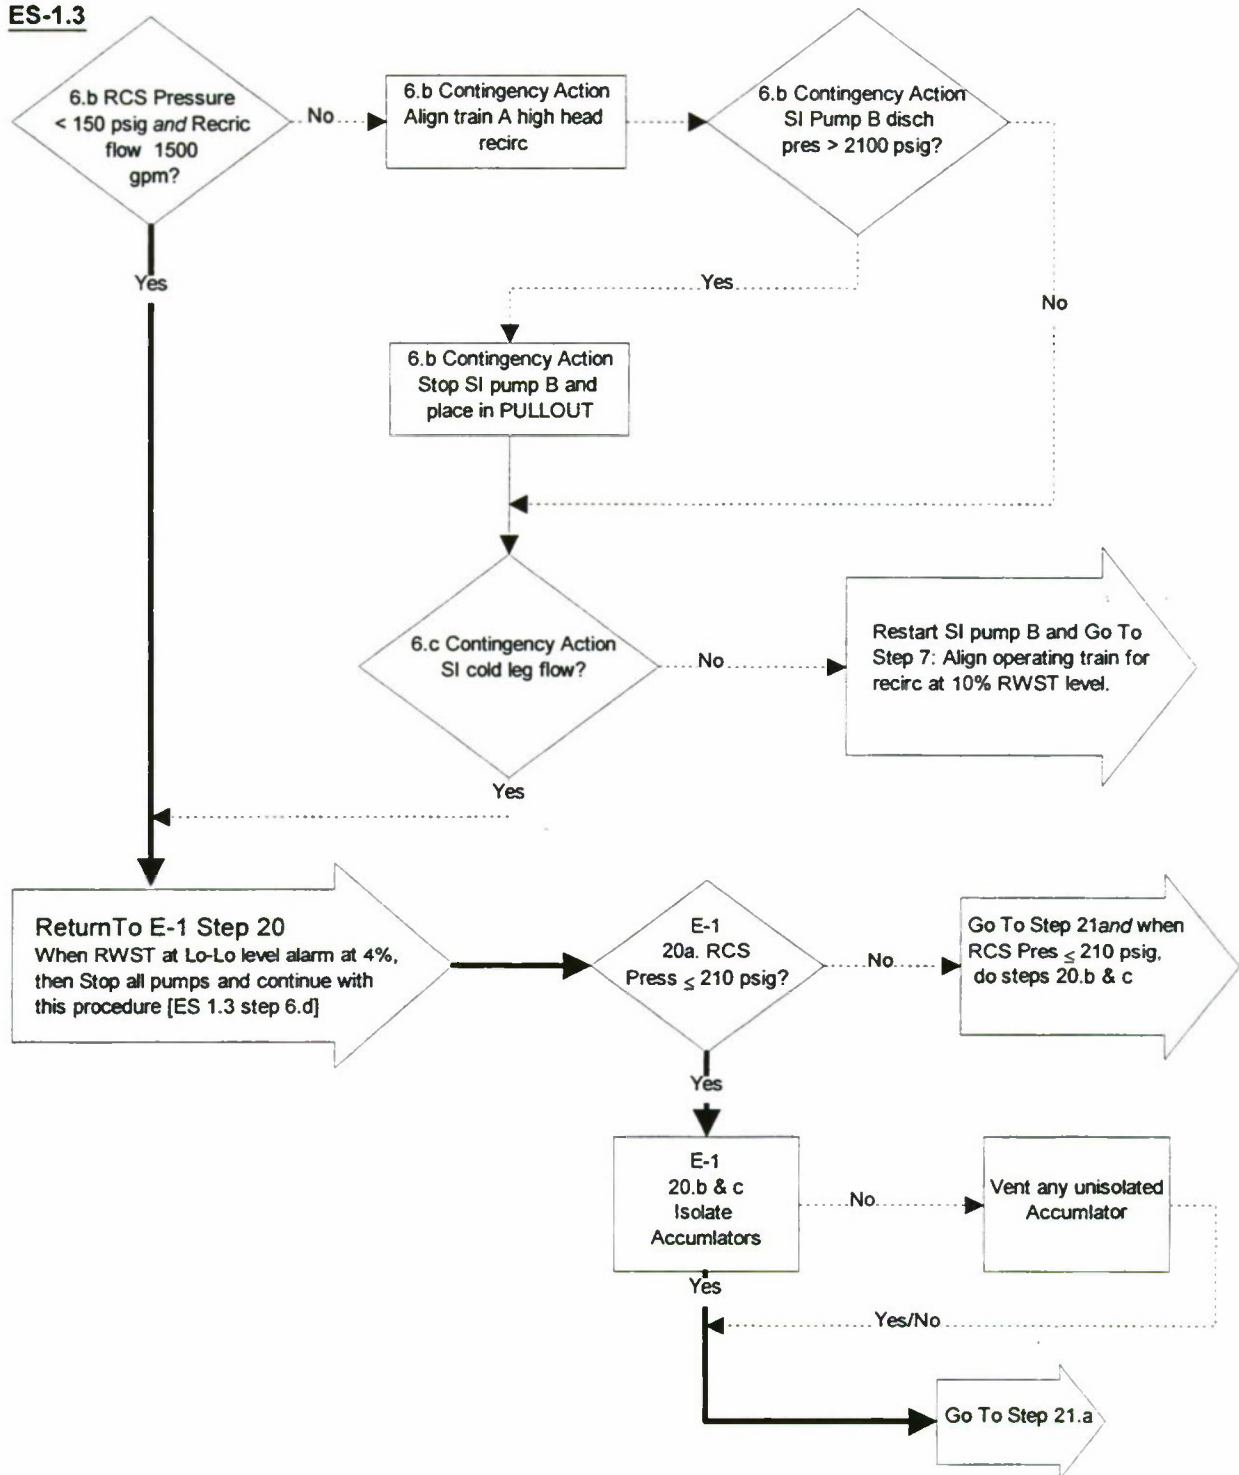 ES-1.3
6.b RCS Pressure
< 150 psig and Recric
flow 1500
gpm?
No
6.b Contingency Action
Align train A high head
recirc
6.b Contingency Action
SI Pump B disch
pres > 2100 psig?
Yes
Yes
No
6.b Contingency Action
Stop SI pump B and
place in PULLOUT
6.c Contingency Action
SI cold leg flow?
No
Restart SI pump B and Go To
Step 7: Align operating train for
recirc at 10% RWST level.
Yes
ReturnTo E-1 Step 20
When RWST at Lo-Lo level alarm at 4%,
then Stop all pumps and continue with
this procedure [ES 1.3 step 6.d]
E-1
20a. RCS
Press ≤ 210 psig?
No
Go To Step 21and when
RCS Pres ≤ 210 psig,
do steps 20.b & c
Yes
E-1
20.b & c
Isolate
Accumlators
No
Vent any unisolated
Accumlator
Yes
Yes/No
Go To Step 21.a